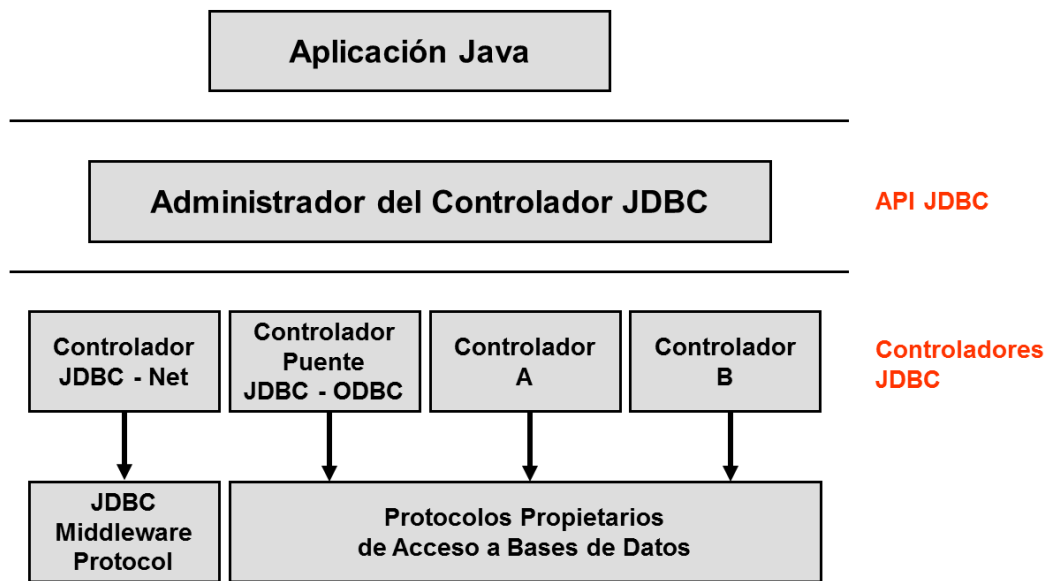 Aplicación Java
Administrador del Controlador JDBC
API JDBC
Controlador
JDBC - Net
Controlador
Puente
JDBC - ODBC
Controlador
A
Controlador
B
Controladores
JDBC
JDBC
Middleware
Protocol
Protocolos Propietarios
de Acceso a Bases de Datos